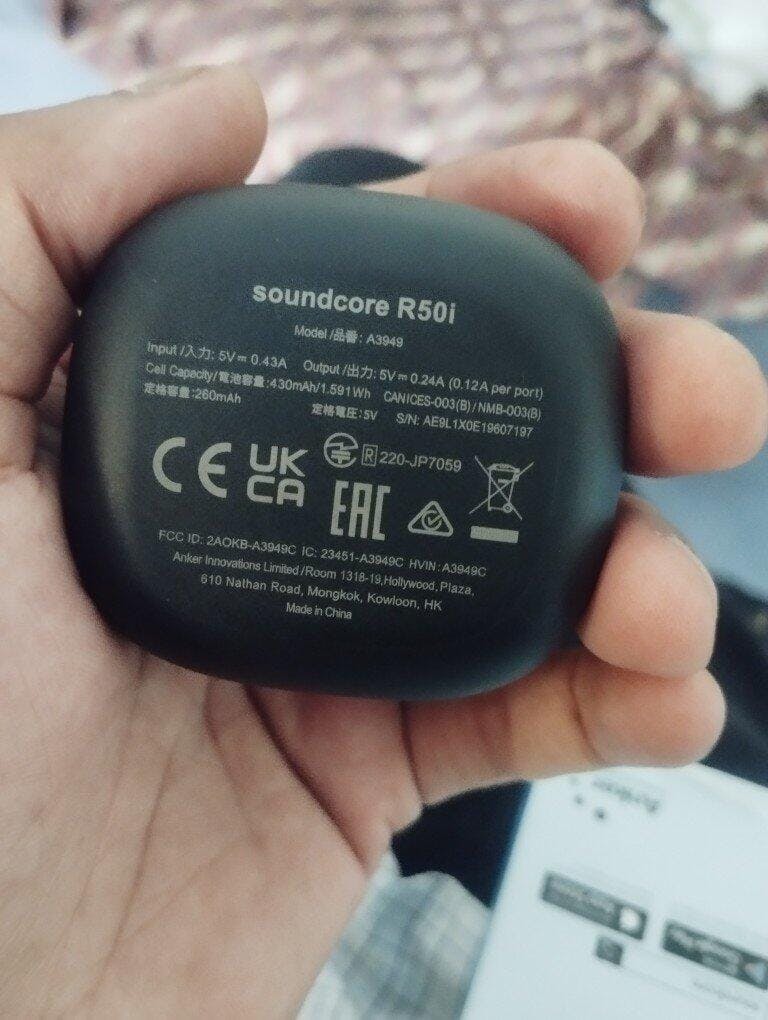 soundcore R50i
Model /品番: A3949
Input /入力: 5V⎓0.43A Output /出力: 5V⎓0.24A (0.12A per port)
Cell Capacity/電池容量:430mAh/1.591Wh CANICES-003(B) / NMB-003(B)
定格容量:260mAh 定格電圧:5V S/N: AE9L1X0E19607197
CE UK CA R 220-JP7059
EAC
FCC ID: 2AOKB-A3949C IC: 23451-A3949C HVIN: A3949C
Anker Innovations Limited /Room 1318-19,Hollywood, Plaza,
610 Nathan Road, Mongkok, Kowloon, HK
Made in China